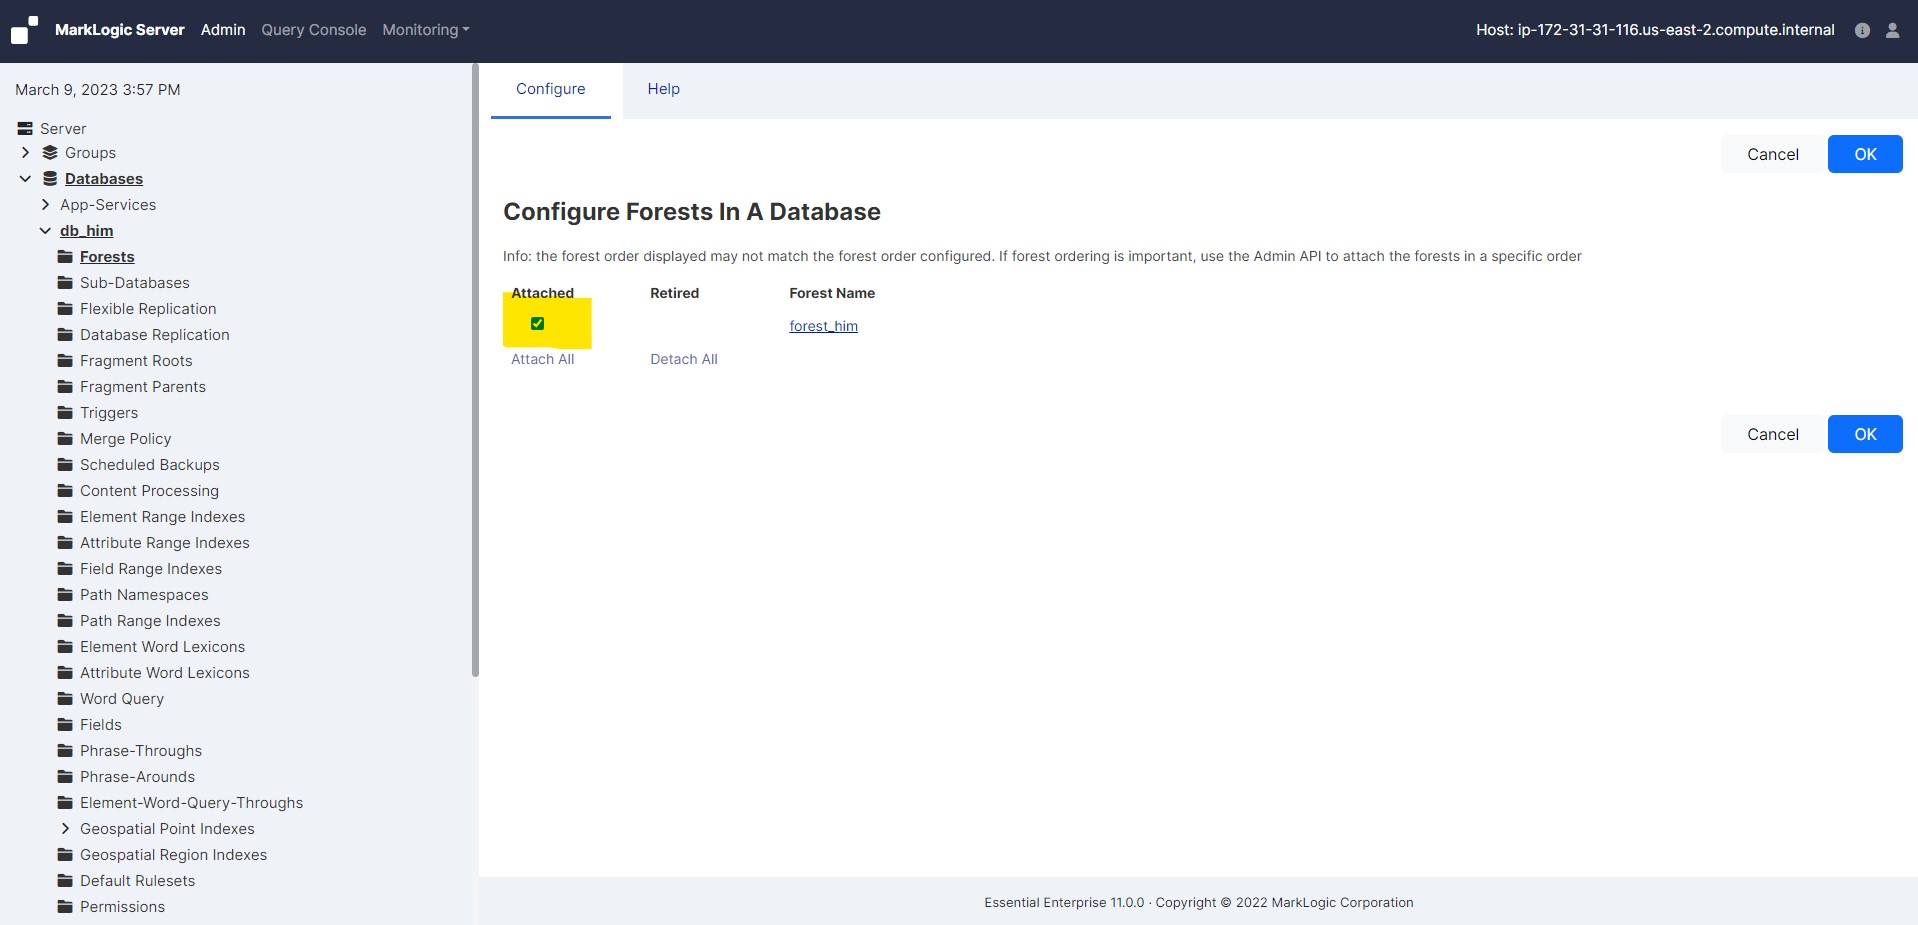 MarkLogic Server Admin Query Console Monitoring Host: ip-172-31-31-116.us-east-2.compute.internal
March 9, 2023 3:57 PM
Server
Groups
Databases
App-Services
db_him
Forests
Sub-Databases
Flexible Replication
Database Replication
Fragment Roots
Fragment Parents
Triggers
Merge Policy
Scheduled Backups
Content Processing
Element Range Indexes
Attribute Range Indexes
Field Range Indexes
Path Namespaces
Path Range Indexes
Element Word Lexicons
Attribute Word Lexicons
Word Query
Fields
Phrase-Throughs
Phrase-Arounds
Element-Word-Query-Throughs
Geospatial Point Indexes
Geospatial Region Indexes
Default Rulesets
Permissions
Configure Help
Cancel OK
Configure Forests In A Database
Info: the forest order displayed may not match the forest order configured. If forest ordering is important, use the Admin API to attach the forests in a specific order
Attached Retired Forest Name
forest_him
Attach All Detach All
Cancel OK
Essential Enterprise 11.0.0 · Copyright © 2022 MarkLogic Corporation